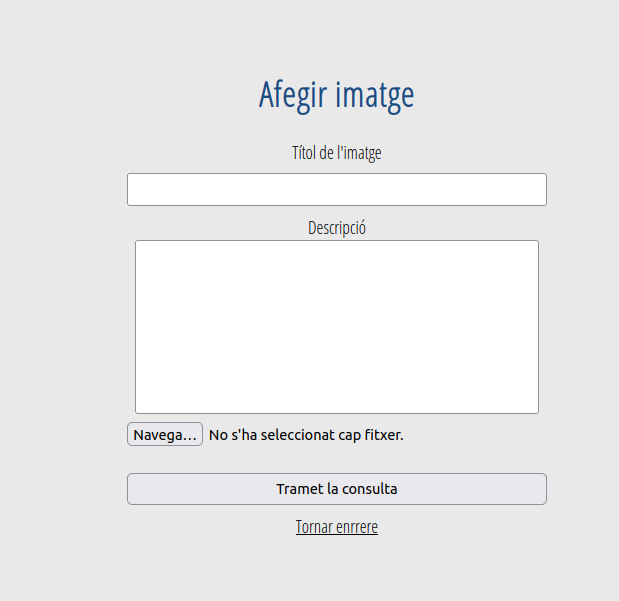 Afegir imatge
Títol de l'imatge
Descripció
Navega... No s'ha seleccionat cap fitxer.
Tramet la consulta
Tornar enrrere